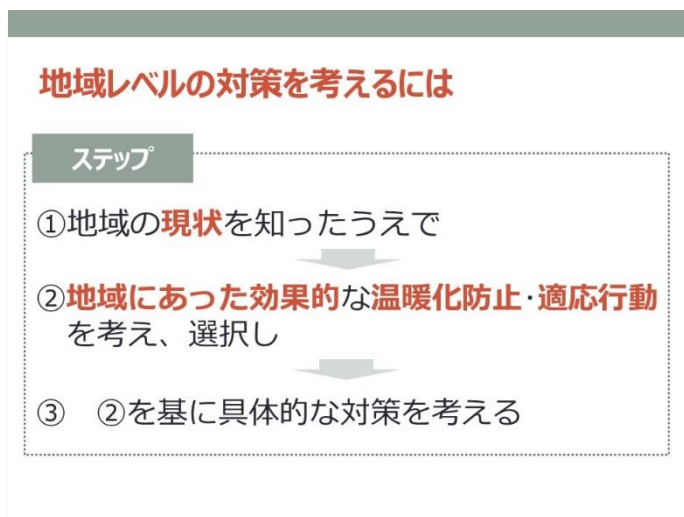 地域レベルの対策を考えるには
ステップ
①地域の現状を知ったうえで
②地域にあった効果的な温暖化防止･適応行動
を考え、選択し
③　②を基に具体的な対策を考える